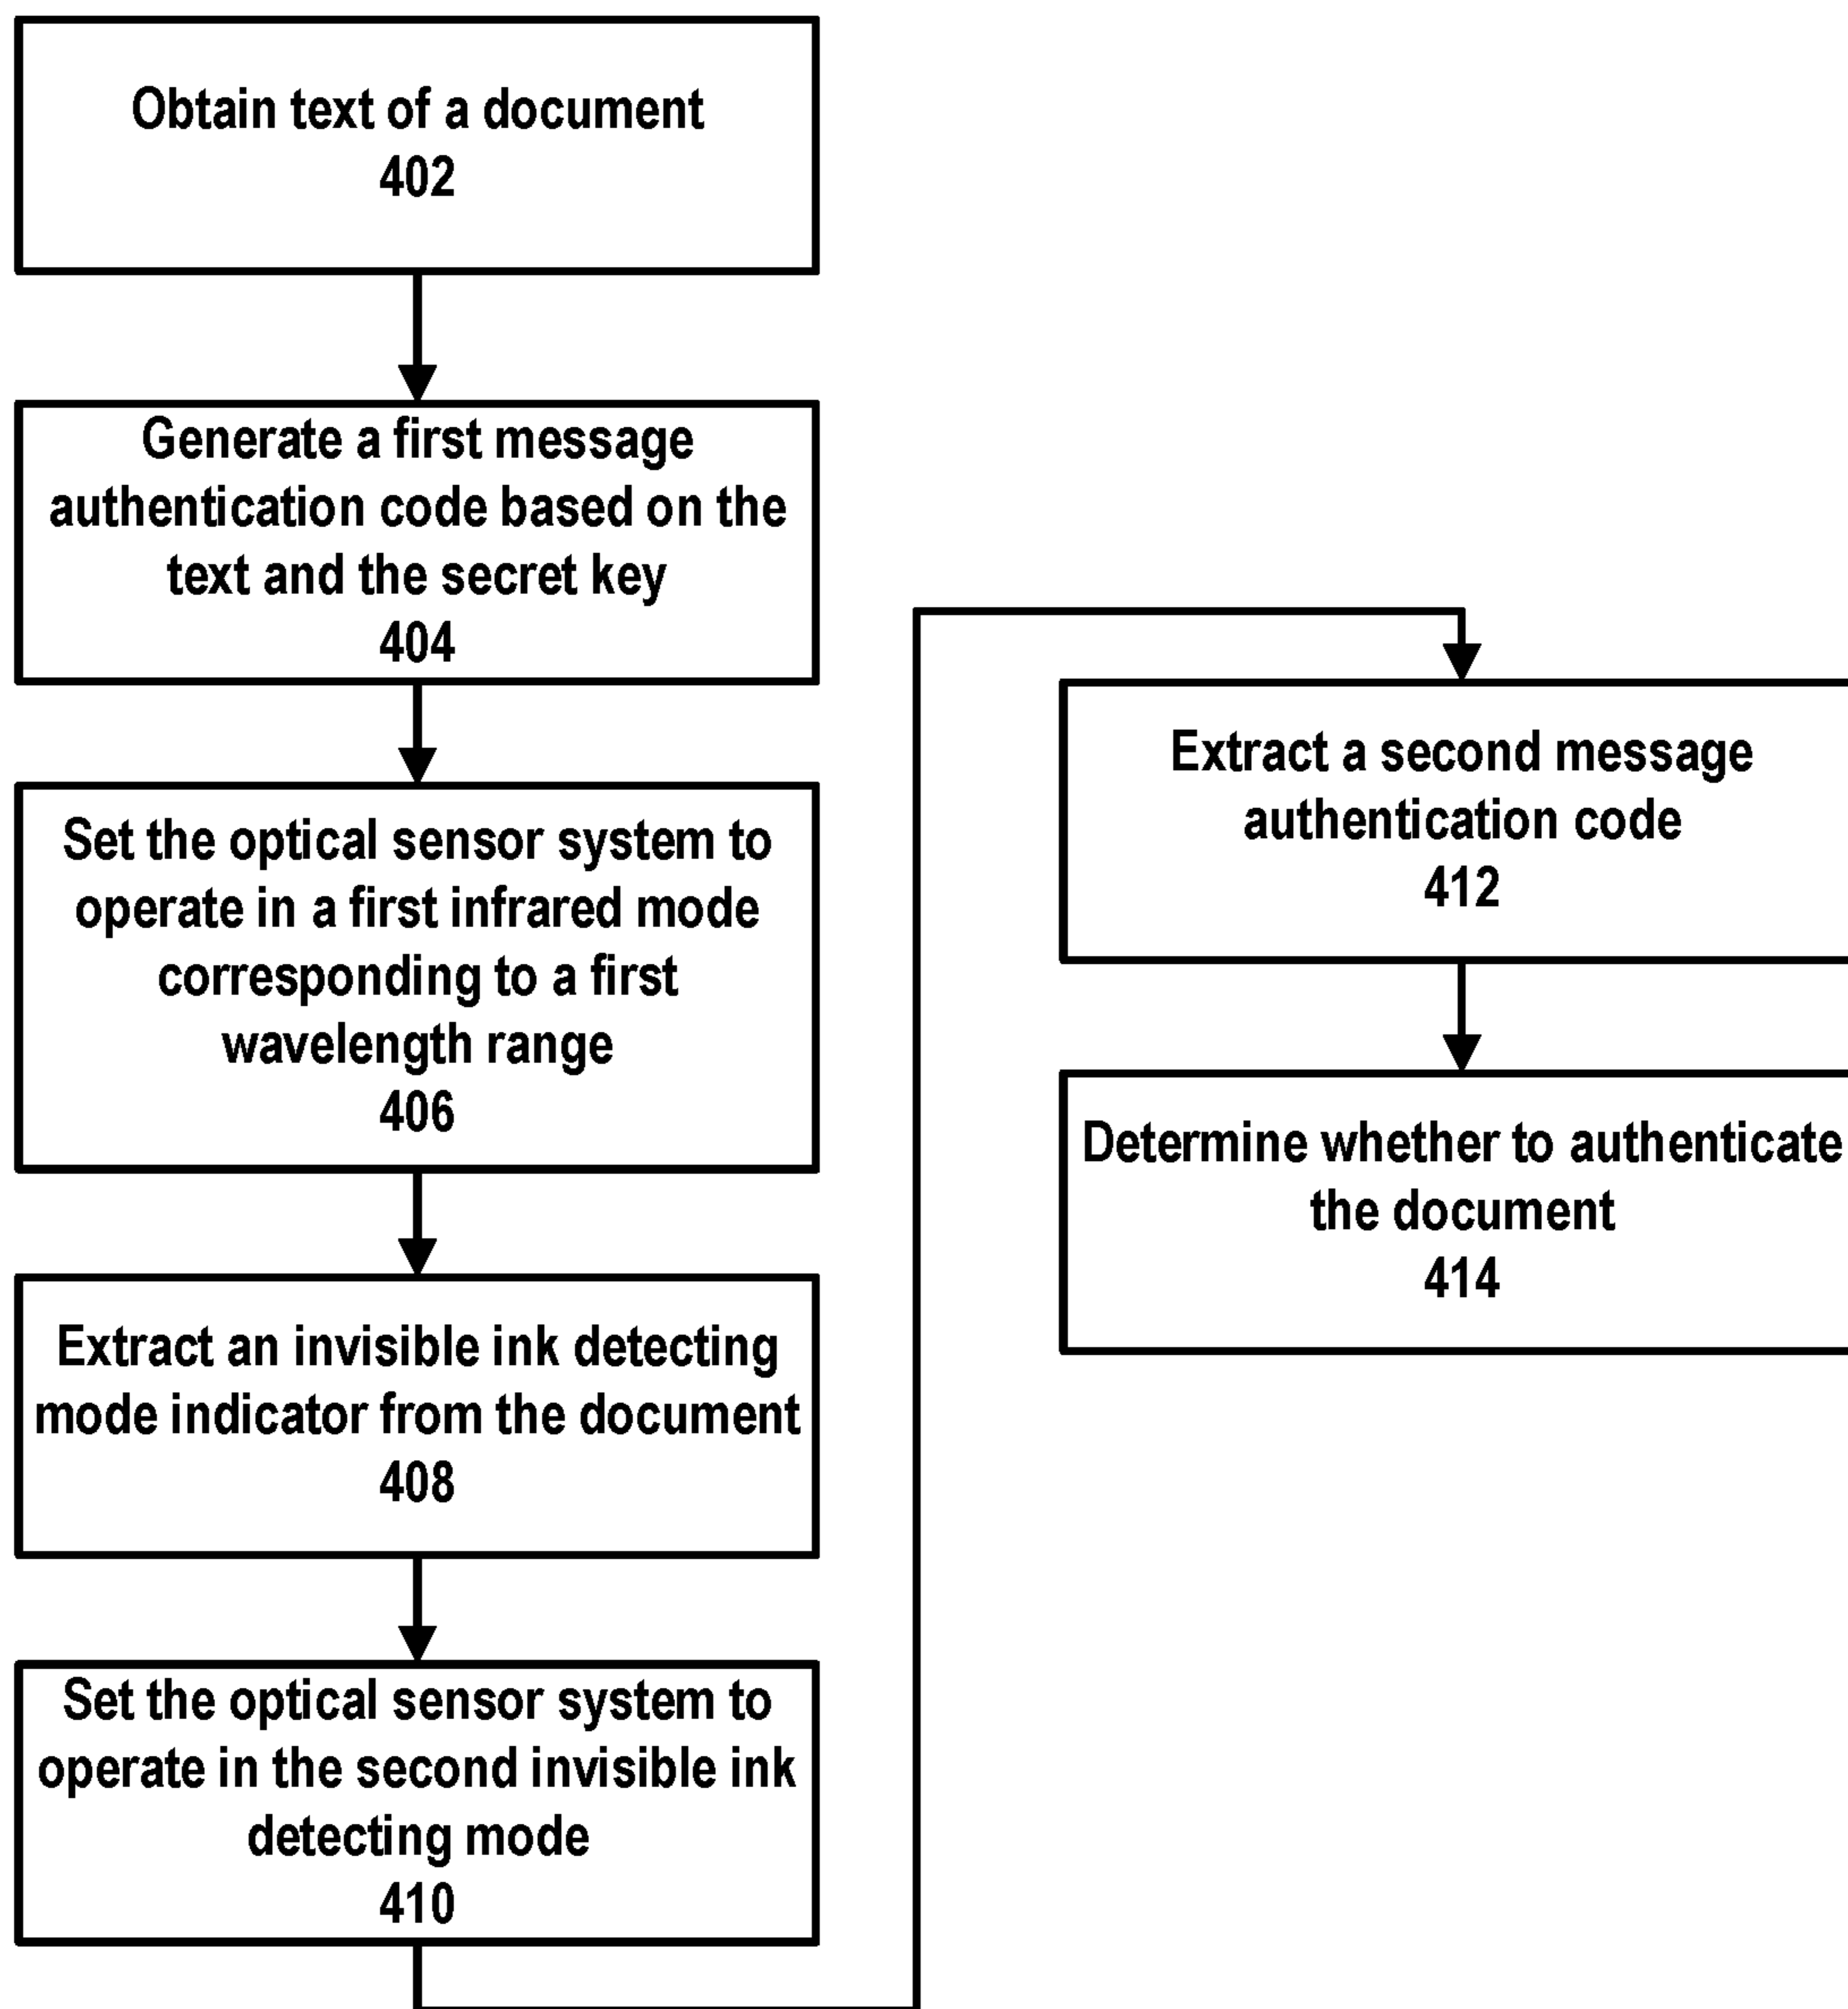 Obtain text of a document
402
Generate a first message
authentication code based on the
text and the secret key
404
Set the optical sensor system to
operate in a first infrared mode
corresponding to a first
wavelength range
406
Extract an invisible ink detecting
mode indicator from the document
408
Set the optical sensor system to
operate in the second invisible ink
detecting mode
410
Extract a second message
authentication code
412
Determine whether to authenticate
the document
414